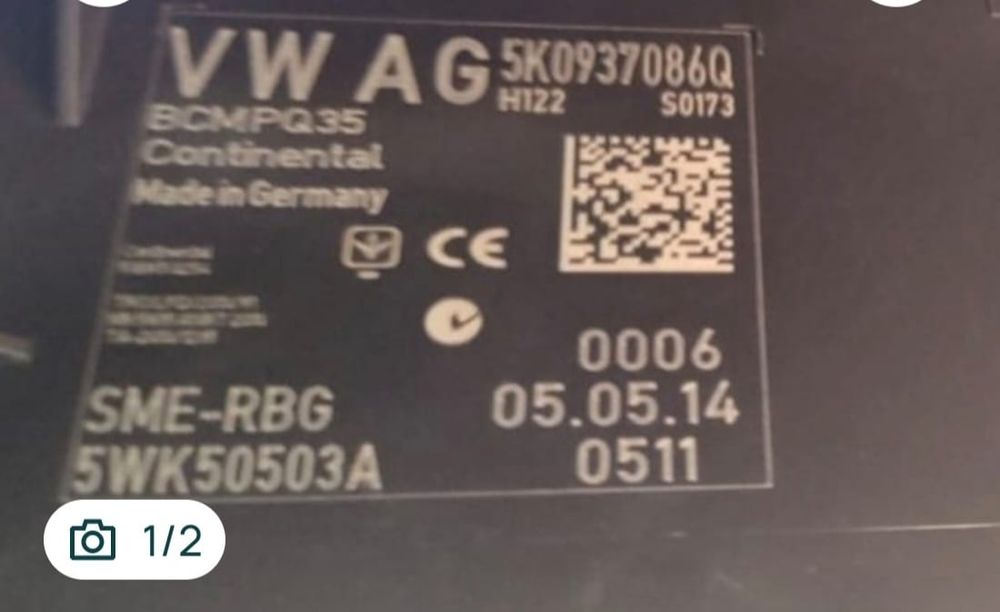 VW AG 5K0937086Q
H122 S0173
BCMPQ35
Continental
Made in Germany
CE
0006
SME-RBG 05.05.14
5WK50503A 0511
1/2